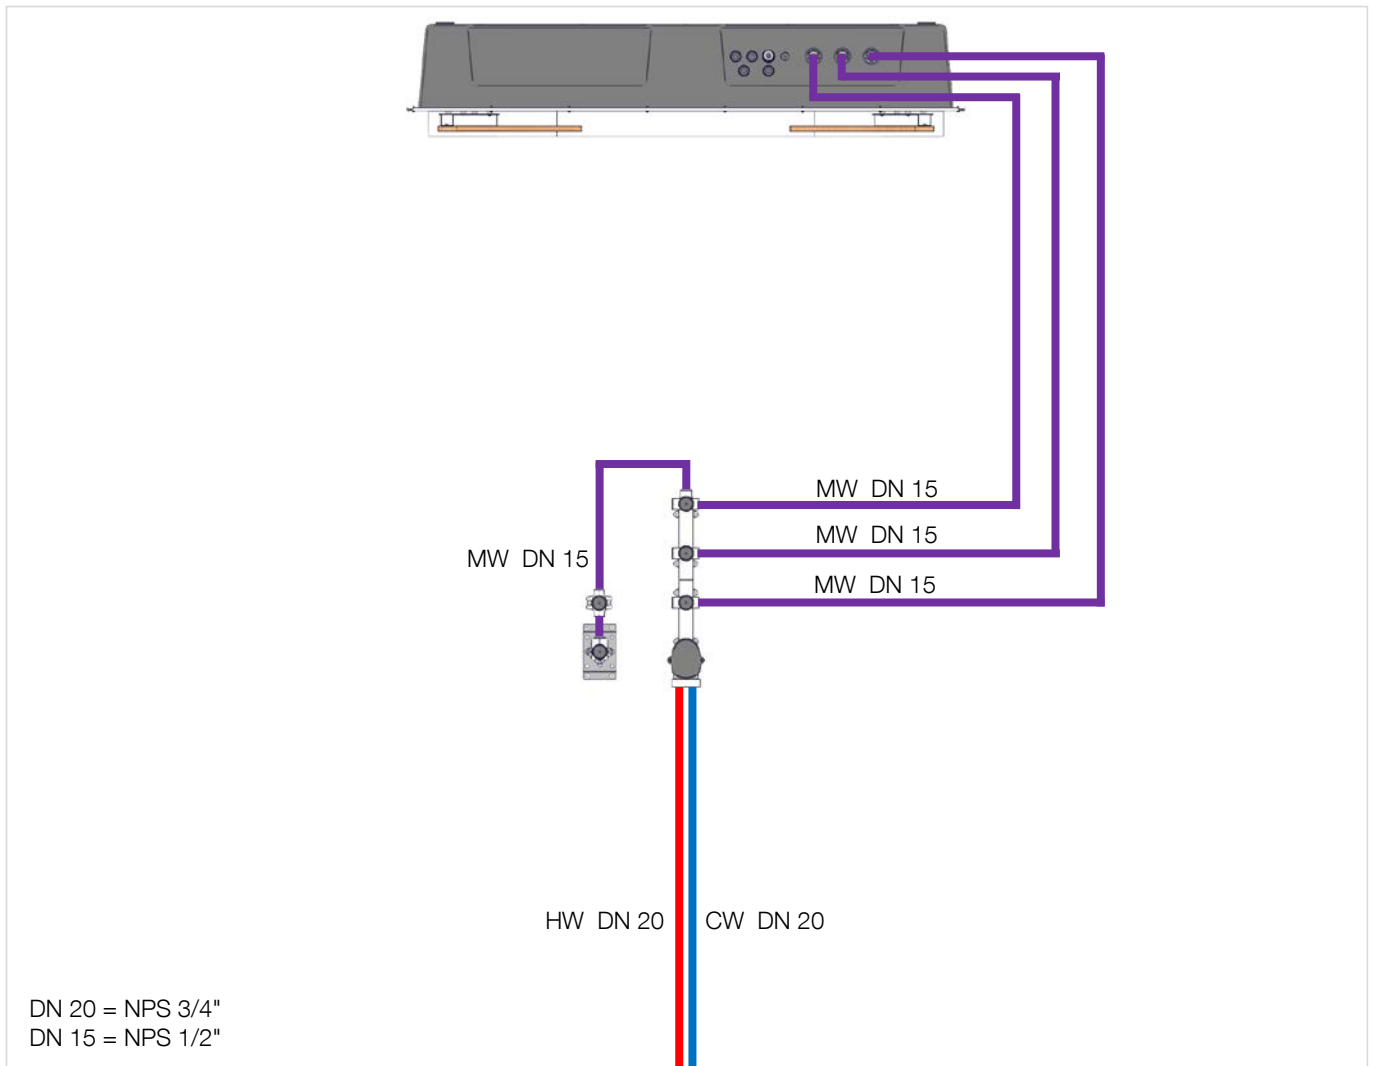 MW DN 15
MW DN 15
MW DN 15
MW DN 15
HW DN 20
CW DN 20
DN 20 = NPS 3/4"
DN 15 = NPS 1/2"